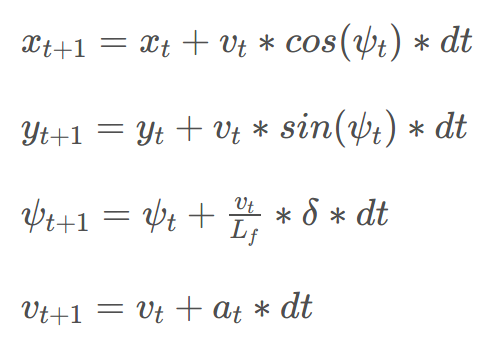 x_{t+1} = x_t + v_t * cos(ψ_t) * dt
y_{t+1} = y_t + v_t * sin(ψ_t) * dt
ψ_{t+1} = ψ_t + \frac{v_t}{L_f} * δ * dt
v_{t+1} = v_t + a_t * dt